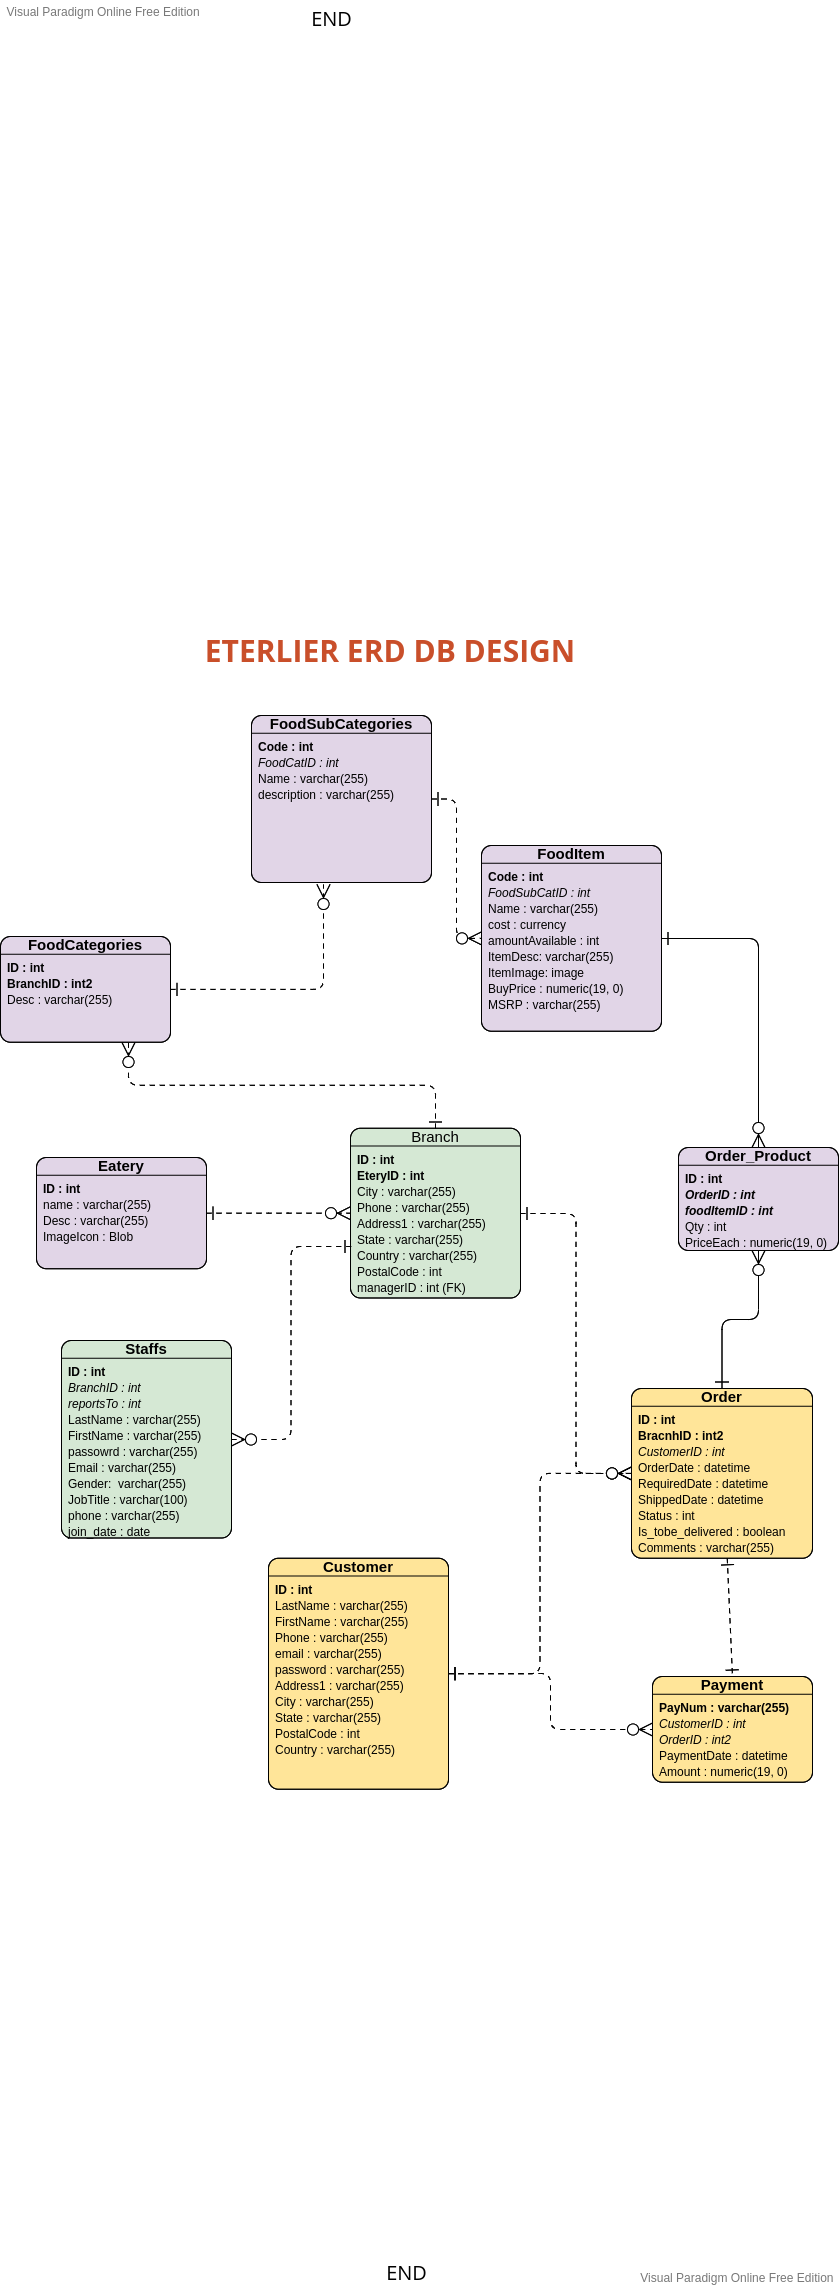 Visual Paradigm Online Free Edition
END
ETERLIER ERD DB DESIGN
FoodSubCategories
Code : int
FoodCatID : int
Name : varchar(255)
description : varchar(255)
FoodItem
Code : int
FoodSubCatID : int
Name : varchar(255)
cost : currency
amountAvailable : int
ItemDesc: varchar(255)
ItemImage: image
BuyPrice : numeric(19, 0)
MSRP : varchar(255)
FoodCategories
ID : int
BranchID : int2
Desc : varchar(255)
Branch
ID : int
EteryID : int
City : varchar(255)
Phone : varchar(255)
Address1 : varchar(255)
State : varchar(255)
Country : varchar(255)
PostalCode : int
managerID : int (FK)
Eatery
ID : int
name : varchar(255)
Desc : varchar(255)
ImageIcon : Blob
Order_Product
ID : int
OrderID : int
foodItemID : int
Qty : int
PriceEach : numeric(19, 0)
Staffs
ID : int
BranchID : int
reportsTo : int
LastName : varchar(255)
FirstName : varchar(255)
passowrd : varchar(255)
Email : varchar(255)
Gender:  varchar(255)
JobTitle : varchar(100)
phone : varchar(255)
join_date : date
Order
ID : int
BracnhID : int2
CustomerID : int
OrderDate : datetime
RequiredDate : datetime
ShippedDate : datetime
Status : int
Is_tobe_delivered : boolean
Comments : varchar(255)
Customer
ID : int
LastName : varchar(255)
FirstName : varchar(255)
Phone : varchar(255)
email : varchar(255)
password : varchar(255)
Address1 : varchar(255)
City : varchar(255)
State : varchar(255)
PostalCode : int
Country : varchar(255)
Payment
PayNum : varchar(255)
CustomerID : int
OrderID : int2
PaymentDate : datetime
Amount : numeric(19, 0)
END
Visual Paradigm Online Free Edition